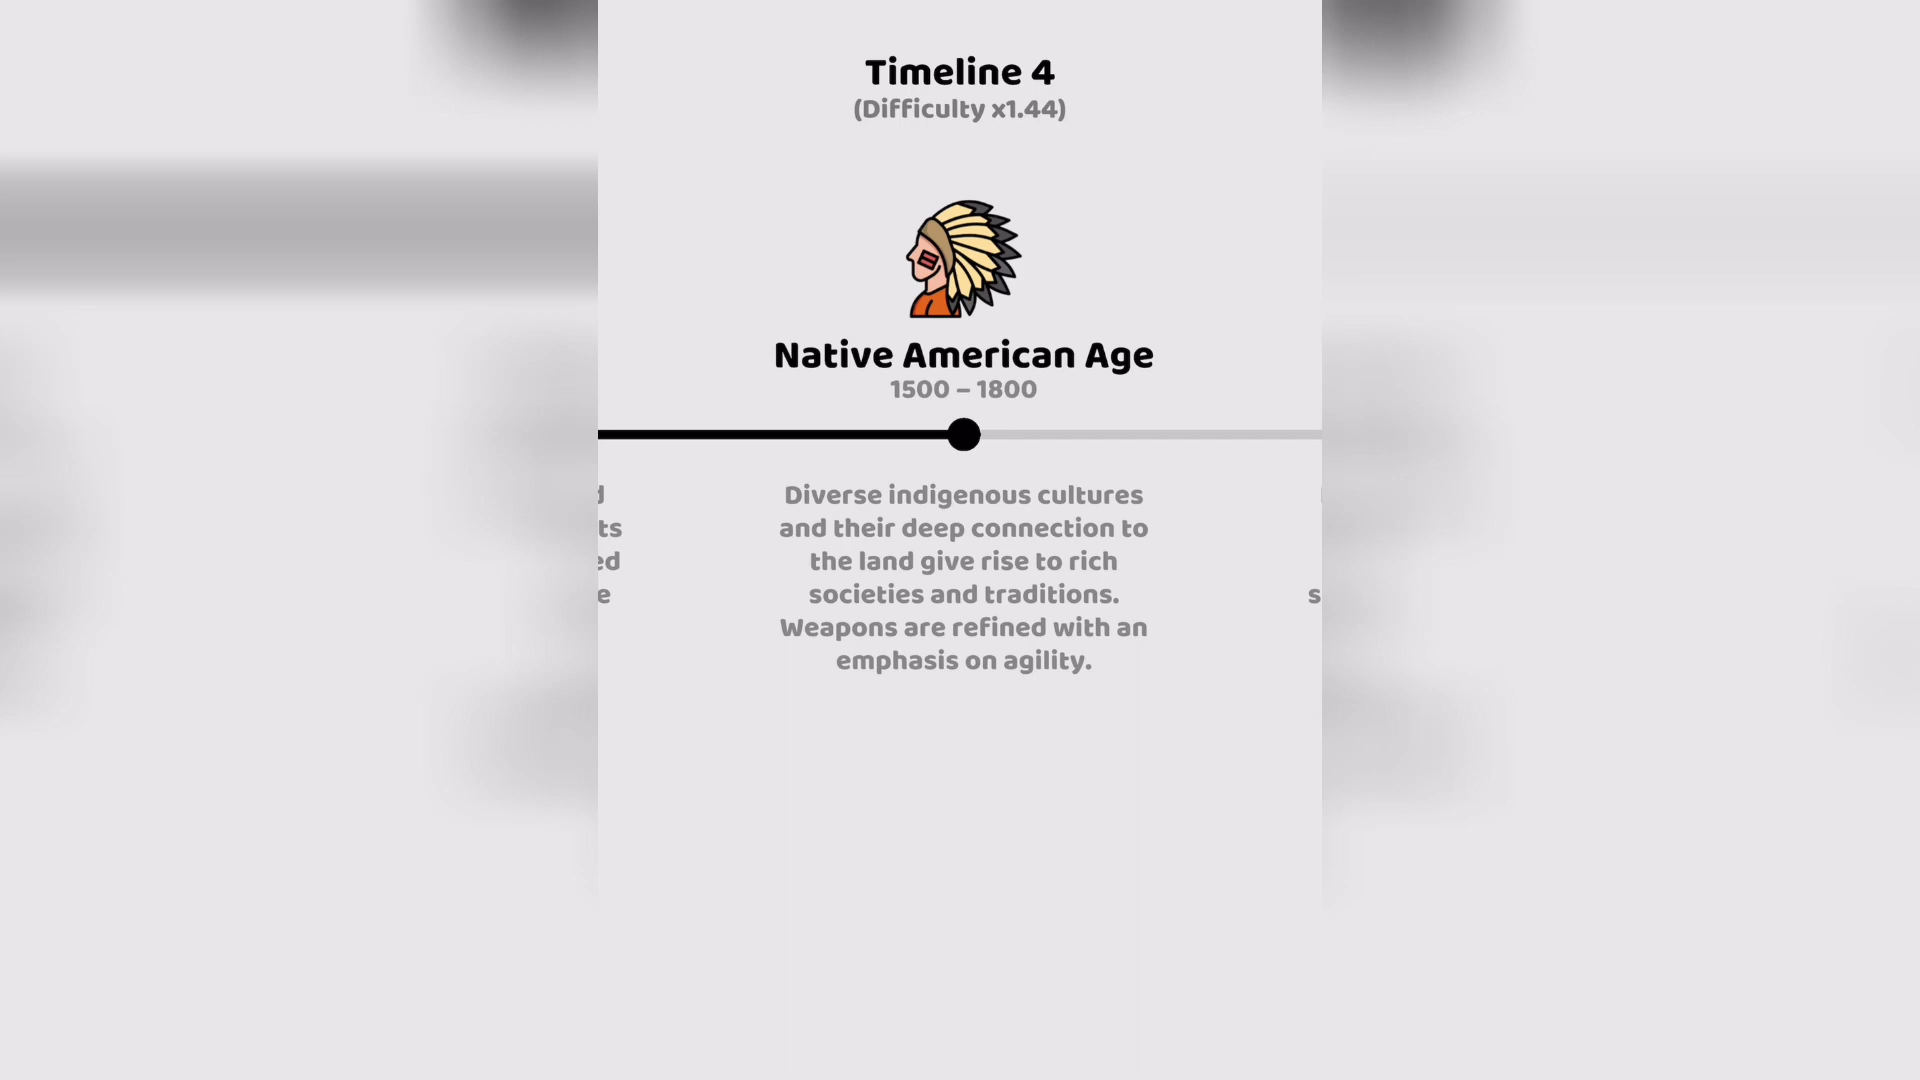 Timeline 4
(Difficulty x1.44)
Native American Age
1500 – 1800
Diverse indigenous cultures
and their deep connection to
the land give rise to rich
societies and traditions.
Weapons are refined with an
emphasis on agility.